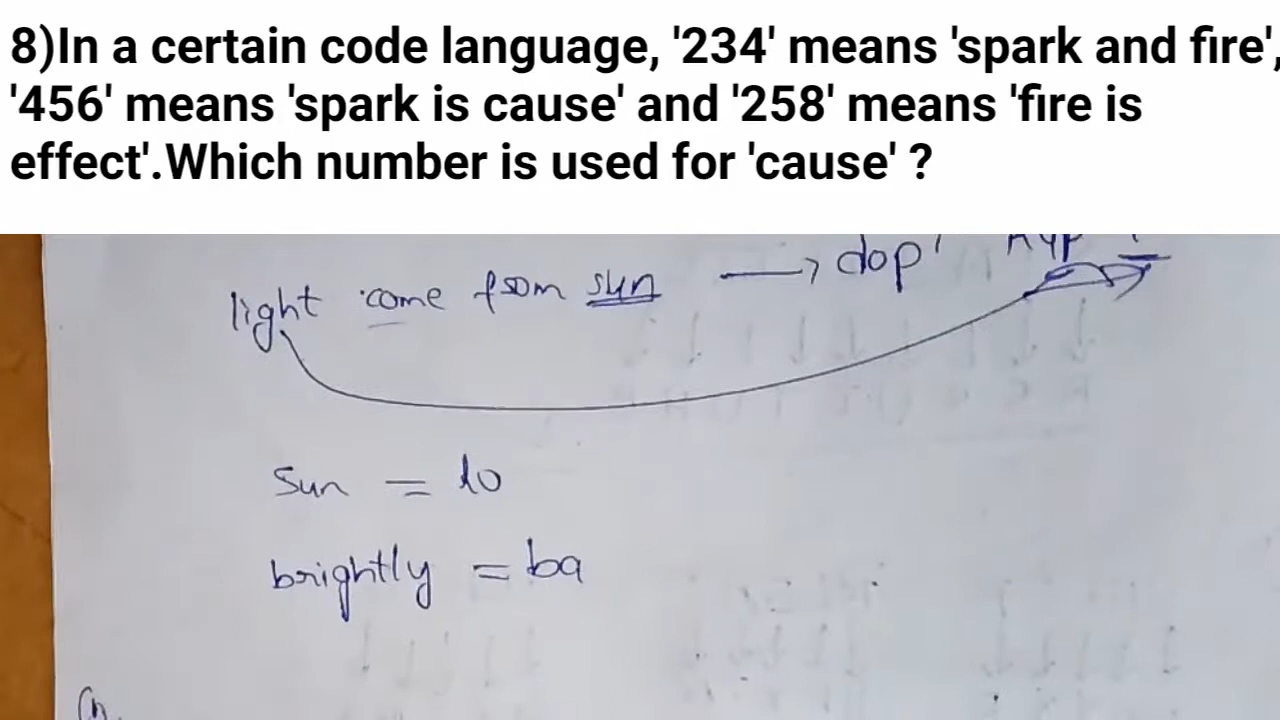 8)In a certain code language, '234' means 'spark and fire',
'456' means 'spark is cause' and '258' means 'fire is
effect'.Which number is used for 'cause' ?
light come from sun → dop
sun = lo
brightly = ba